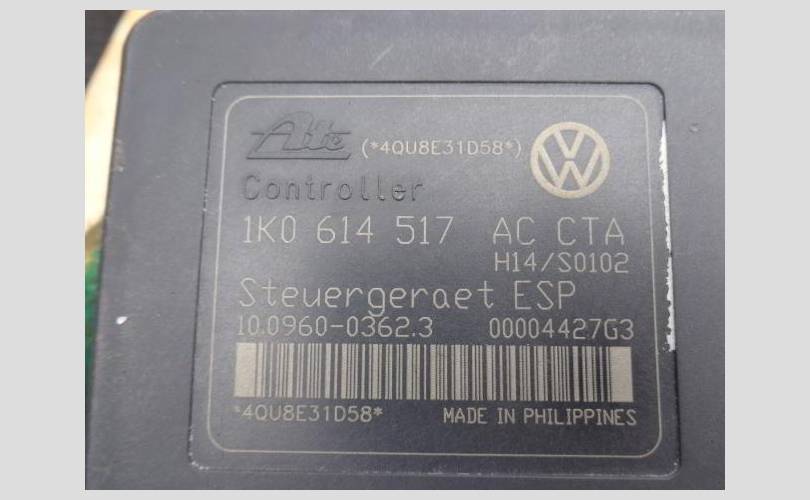 Ate (*4QU8E31D58*)
Controller
1K0 614 517 AC CTA
H14/S0102
Steuergeraet ESP
10.0960-0362.3 00004427G3
*4QU8E31D58* MADE IN PHILIPPINES